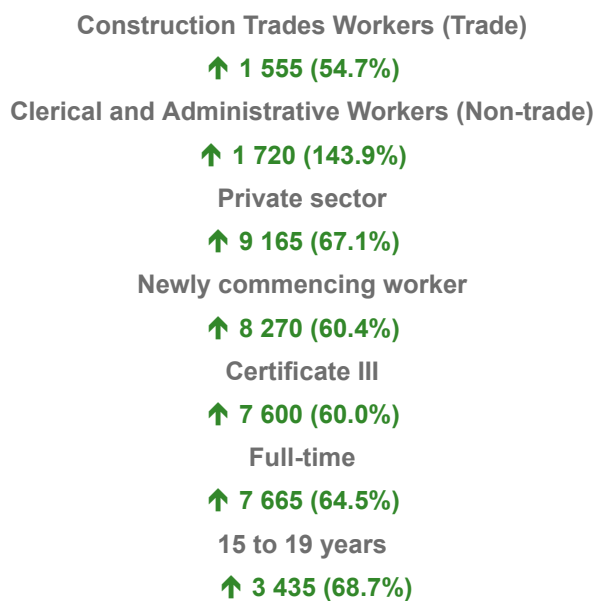 Construction Trades Workers (Trade)
↑ 1 555 (54.7%)
Clerical and Administrative Workers (Non-trade)
↑ 1 720 (143.9%)
Private sector
↑ 9 165 (67.1%)
Newly commencing worker
↑ 8 270 (60.4%)
Certificate III
↑ 7 600 (60.0%)
Full-time
↑ 7 665 (64.5%)
15 to 19 years
↑ 3 435 (68.7%)